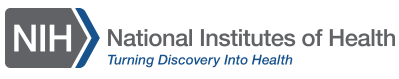 NIH National Institutes of Health
Turning Discovery Into Health